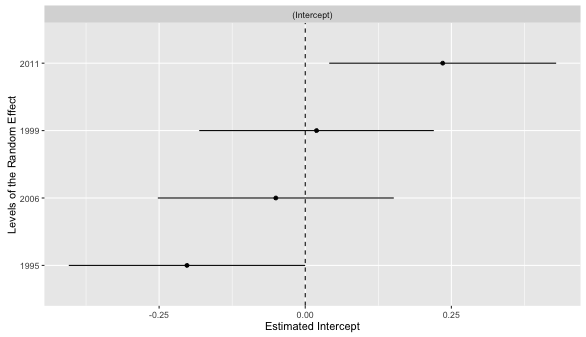 (Intercept)
Levels of the Random Effect
2011
1999
2006
1995
-0.25
0.00
0.25
Estimated Intercept